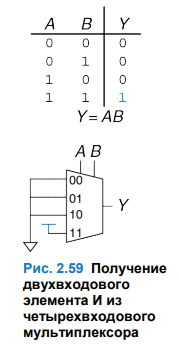 A B Y
0 0 0
0 1 0
1 0 0
1 1 1
Y = AB
A B
00
01
10
11
Y
Рис. 2.59 Получение
двухвходового
элемента И из
четырехвходового
мультиплексора